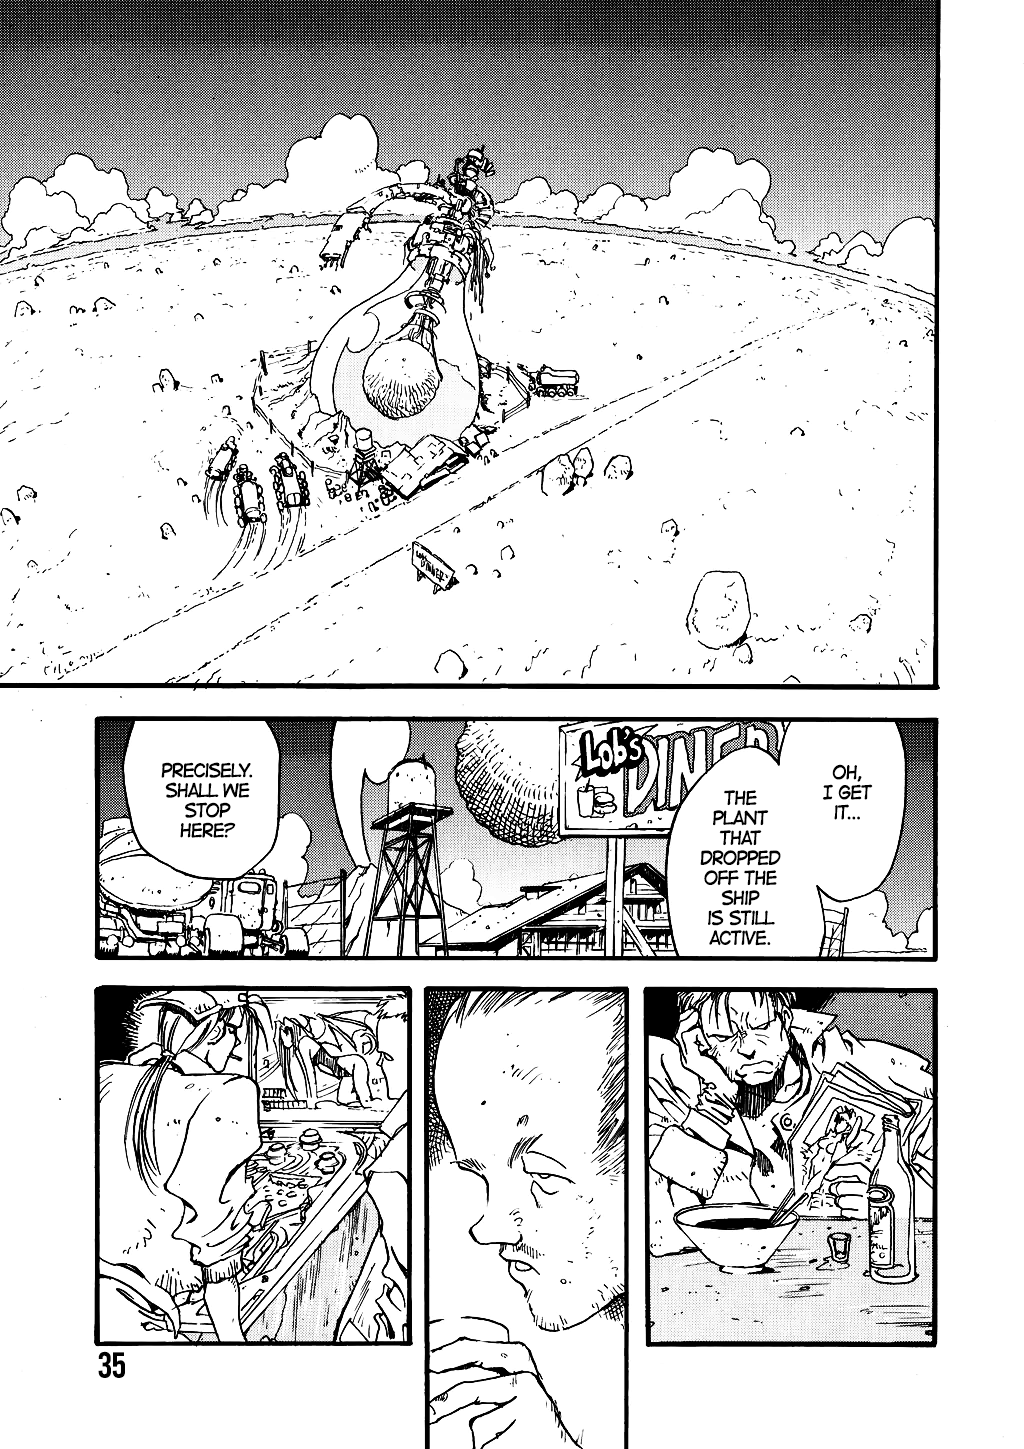 OH,
I GET
IT...
THE
PLANT
THAT
DROPPED
OFF THE
SHIP
IS STILL
ACTIVE.
Lob's
DINER
PRECISELY.
SHALL WE
STOP
HERE?
35